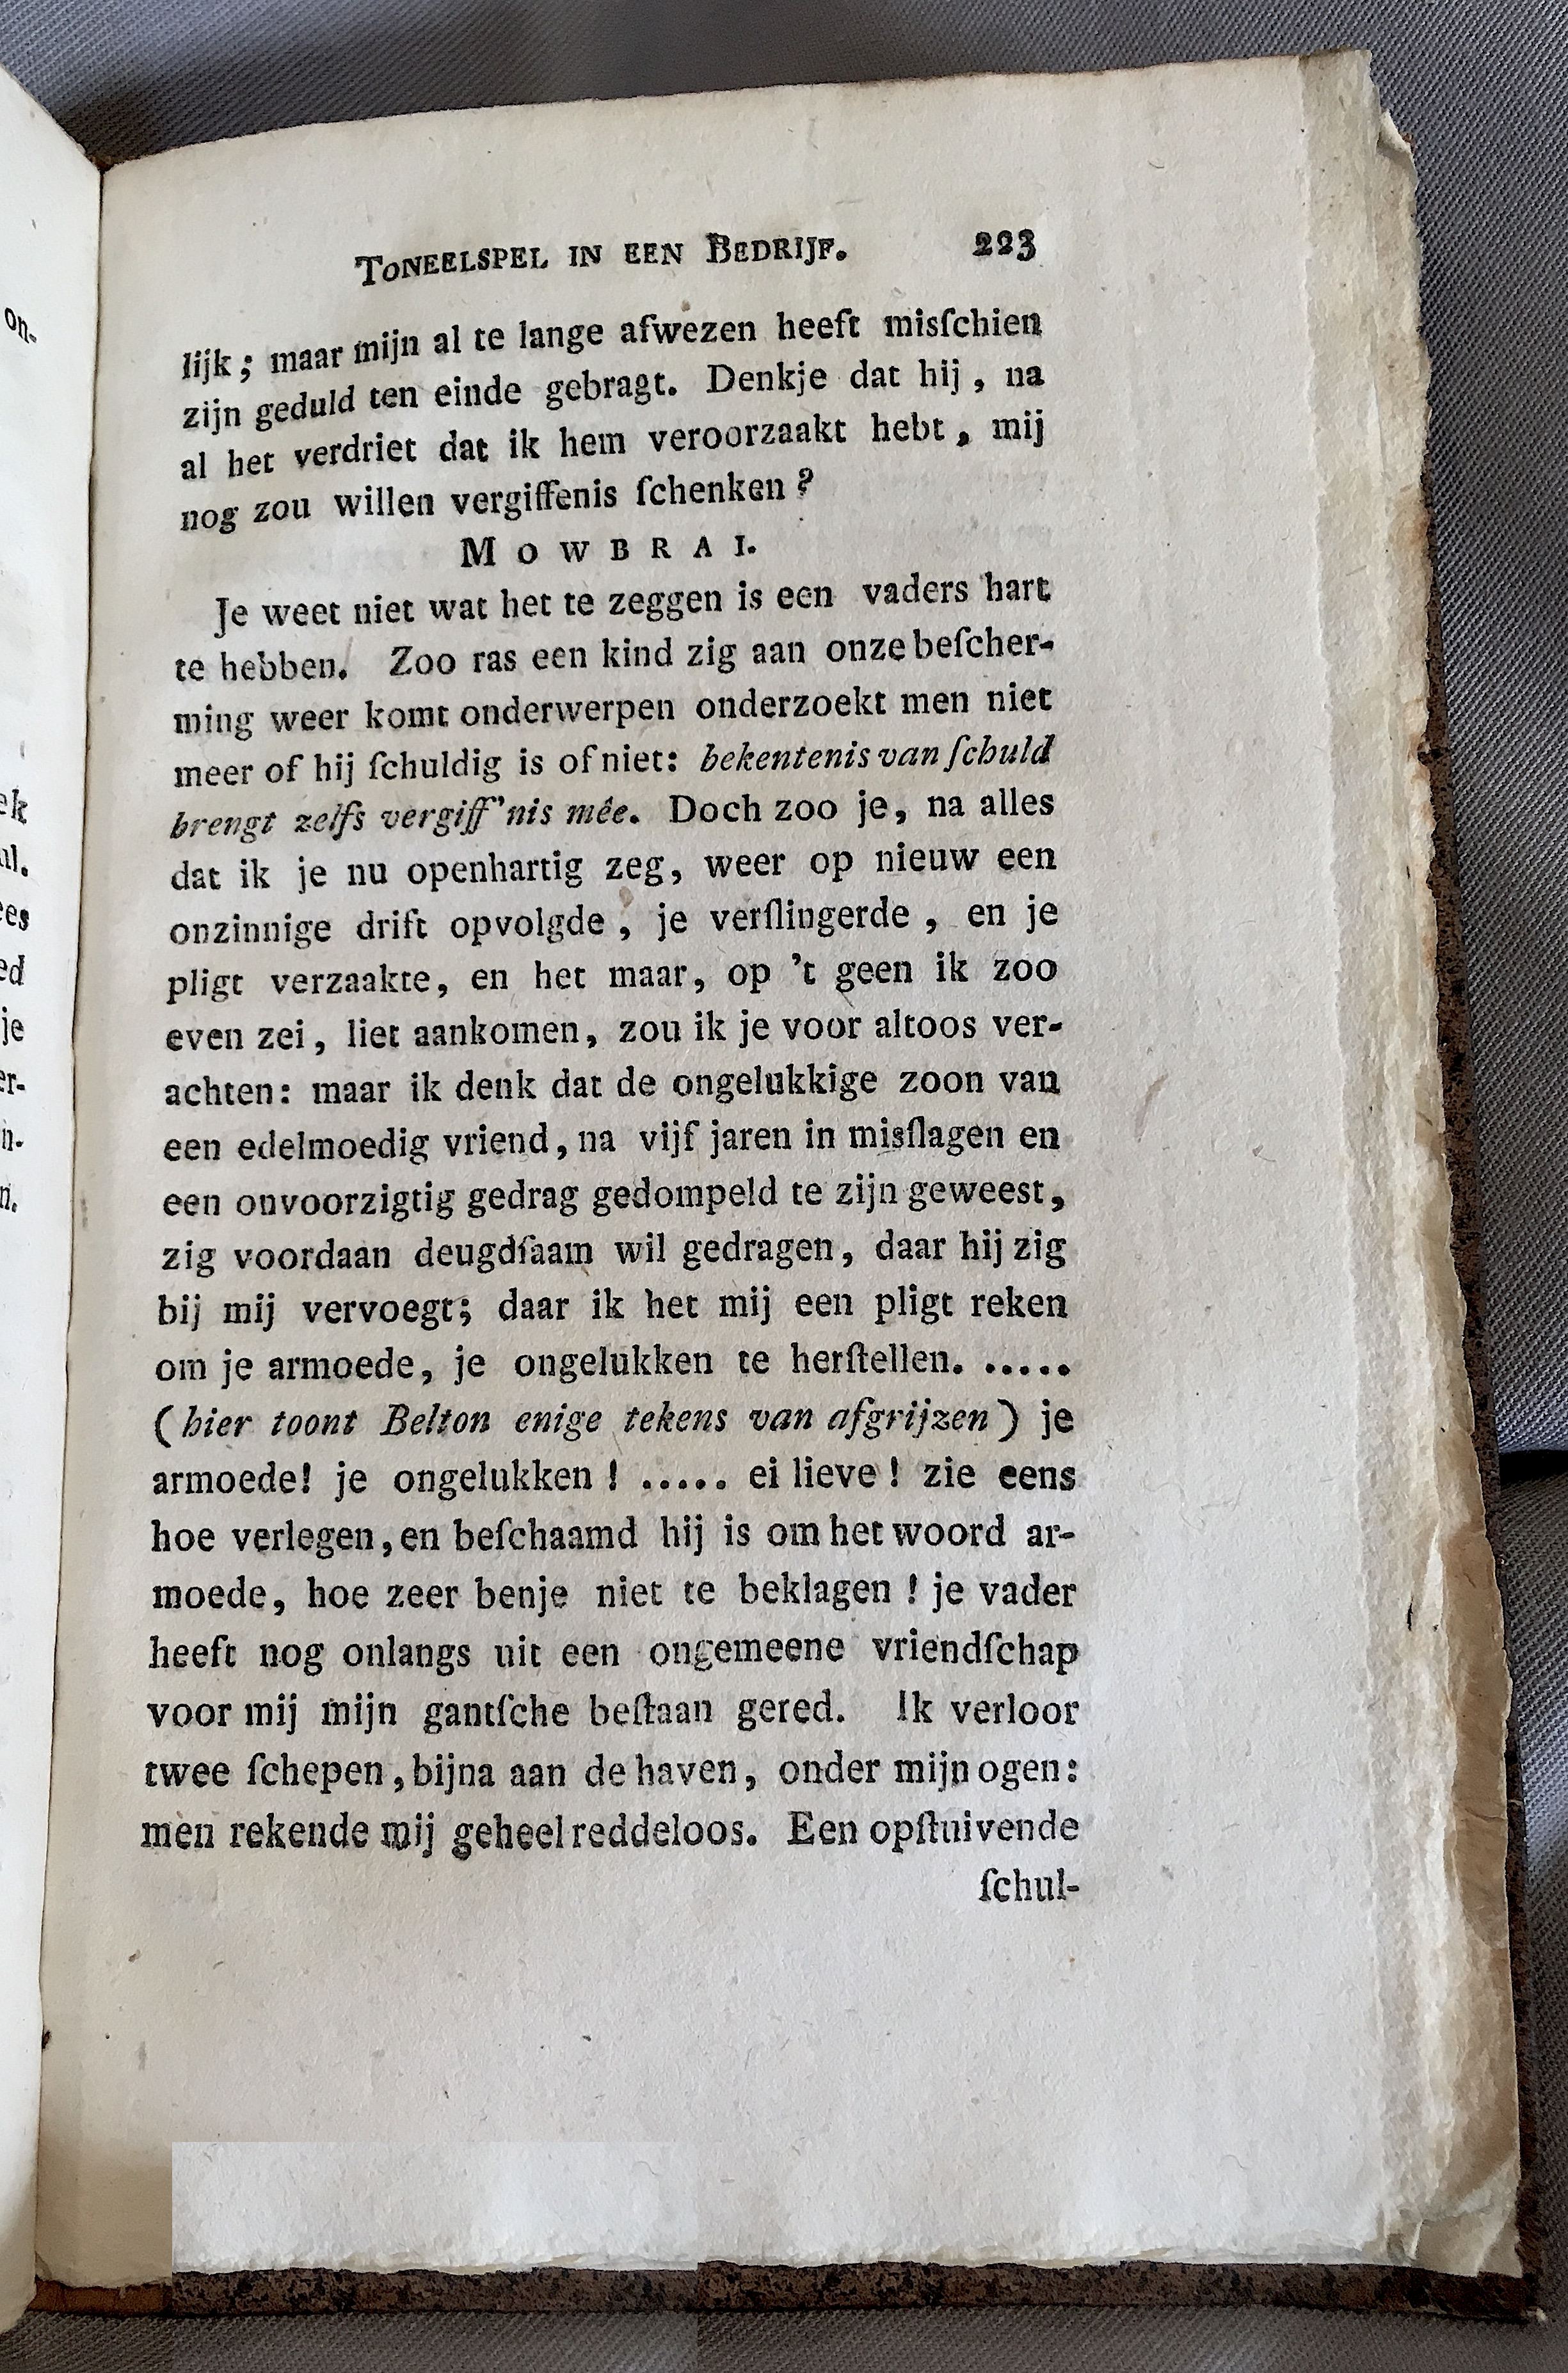 TONEELSPEL IN EEN BEDRIJF. 223
lijk; maar mijn al te lange afwezen heeft misſchien
zijn geduld ten einde gebragt. Denkje dat hij, na
al het verdriet dat ik hem veroorzaakt hebt, mij
nog zou willen vergiffenis ſchenken?
MOWBRAI.
Je weet niet wat het te zeggen is een vaders hart
te hebben. Zoo ras een kind zig aan onze beſcher-
ming weer komt onderwerpen onderzoekt men niet
meer of hij ſchuldig is of niet: bekentenis van ſchuld
brengt zelfs vergiff'nis mêe. Doch zoo je, na alles
dat ik je nu openhartig zeg, weer op nieuw een
onzinnige drift opvolgde, je verſlingerde, en je
pligt verzaakte, en het maar, op 't geen ik zoo
even zei, liet aankomen, zou ik je voor altoos ver-
achten: maar ik denk dat de ongelukkige zoon van
een edelmoedig vriend, na vijf jaren in misſlagen en
een onvoorzigtig gedrag gedompeld te zijn geweest,
zig voordaan deugdſaam wil gedragen, daar hij zig
bij mij vervoegt; daar ik het mij een pligt reken
om je armoede, je ongelukken te herſtellen. .....
(hier toont Belton enige tekens van afgrijzen) je
armoede! je ongelukken! ..... ei lieve! zie eens
hoe verlegen, en beſchaamd hij is om het woord ar-
moede, hoe zeer benje niet te beklagen! je vader
heeft nog onlangs uit een ongemeene vriendſchap
voor mij mijn gantſche beſtaan gered. Ik verloor
twee ſchepen, bijna aan de haven, onder mijn ogen:
men rekende mij geheel reddeloos. Een opſtuivende
ſchul-
on-
ek
ul.
ees
ed
je
er-
n.
n.